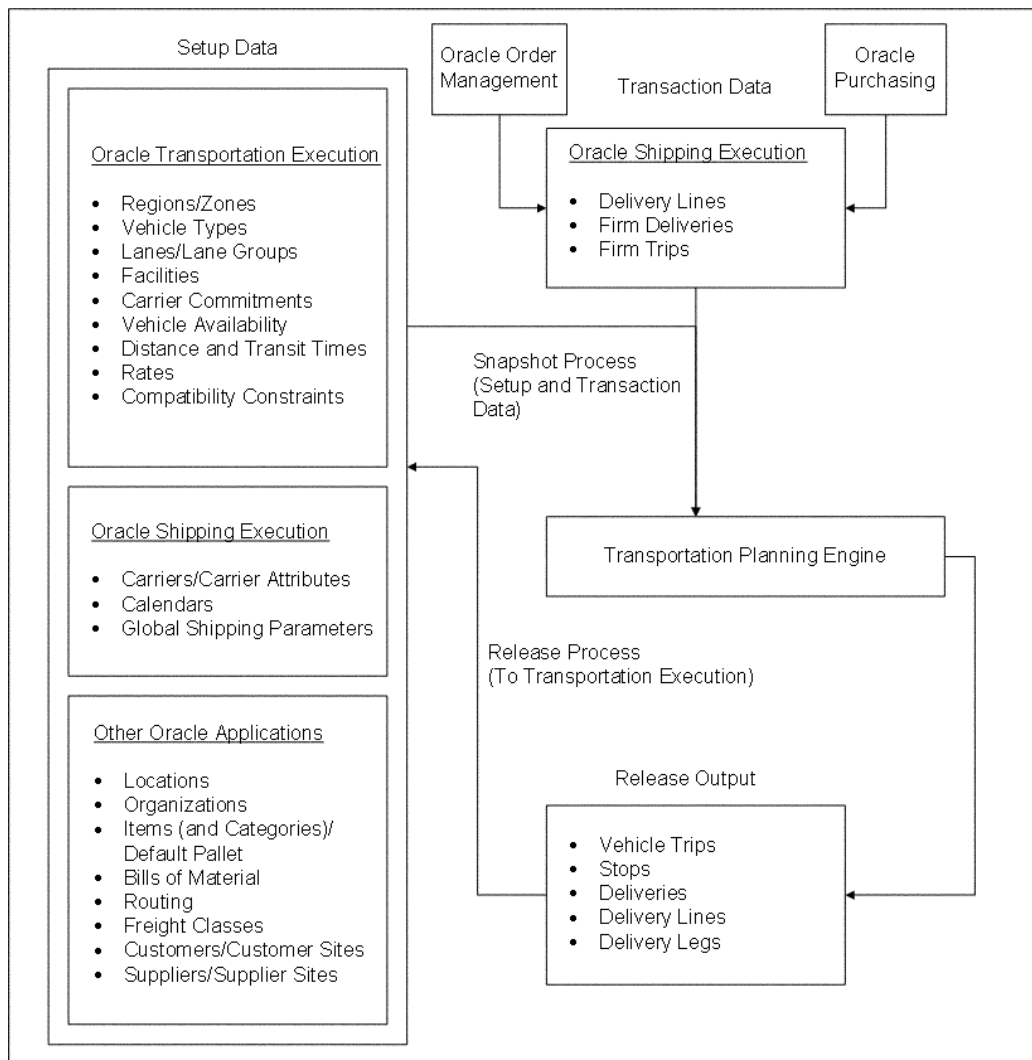 Setup Data
Oracle Transportation Execution
• Regions/Zones
• Vehicle Types
• Lanes/Lane Groups
• Facilities
• Carrier Commitments
• Vehicle Availability
• Distance and Transit Times
• Rates
• Compatibility Constraints
Oracle Shipping Execution
• Carriers/Carrier Attributes
• Calendars
• Global Shipping Parameters
Other Oracle Applications
• Locations
• Organizations
• Items (and Categories)/
Default Pallet
• Bills of Material
• Routing
• Freight Classes
• Customers/Customer Sites
• Suppliers/Supplier Sites
Oracle Order
Management
Transaction Data
Oracle
Purchasing
Oracle Shipping Execution
• Delivery Lines
• Firm Deliveries
• Firm Trips
Snapshot Process
(Setup and Transaction
Data)
Transportation Planning Engine
Release Process
(To Transportation Execution)
Release Output
• Vehicle Trips
• Stops
• Deliveries
• Delivery Lines
• Delivery Legs